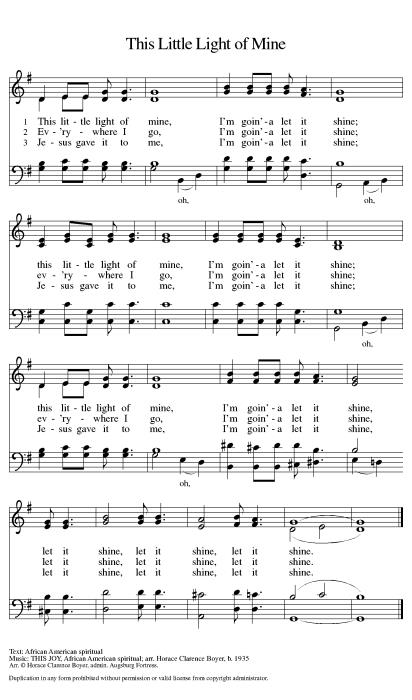 This Little Light of Mine
1 This lit - tle light of mine, I'm goin'-a let it shine;
2 Ev-'ry - where I go, I'm goin'-a let it shine;
3 Je - sus gave it to me, I'm goin'-a let it shine;
oh, oh,
this lit - tle light of mine, I'm goin'-a let it shine;
ev - 'ry - where I go, I'm goin'-a let it shine;
Je - sus gave it to me, I'm goin'-a let it shine;
oh,
this lit - tle light of mine, I'm goin'-a let it shine,
ev - 'ry - where I go, I'm goin'-a let it shine,
Je - sus gave it to me, I'm goin'-a let it shine,
oh,
let it shine, let it shine, let it shine.
let it shine, let it shine, let it shine.
let it shine, let it shine, let it shine.
Text: African American spiritual
Music: THIS JOY, African American spiritual; arr. Horace Clarence Boyer, b. 1935
Arr. © Horace Clarence Boyer, admin. Augsburg Fortress.
Duplication in any form prohibited without permission or valid license from copyright administrator.